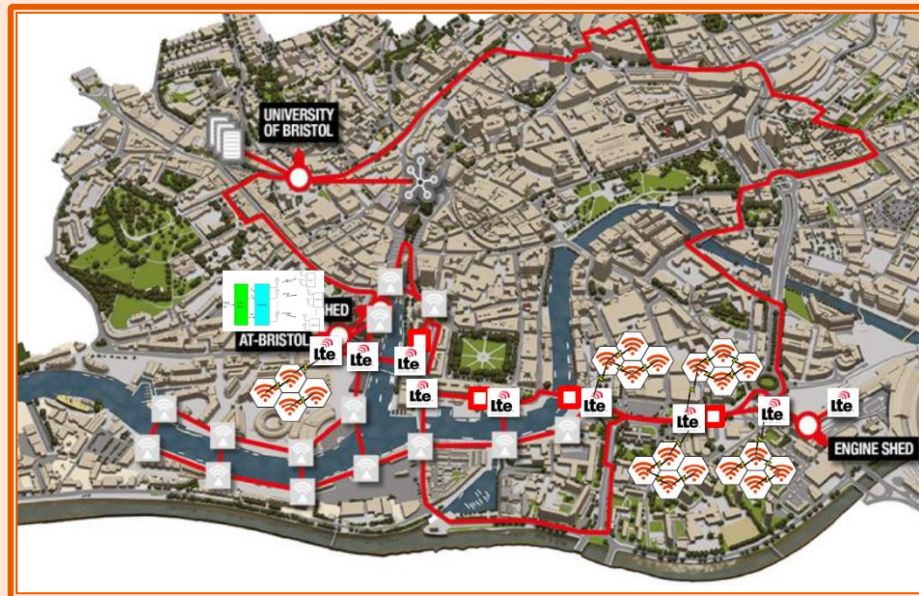 UNIVERSITY
OF BRISTOL
HED
AT-BRISTOL
Lte
Lte
Lte
Lte
Lte
Lte
Lte
Lte
Lte
ENGINE SHED